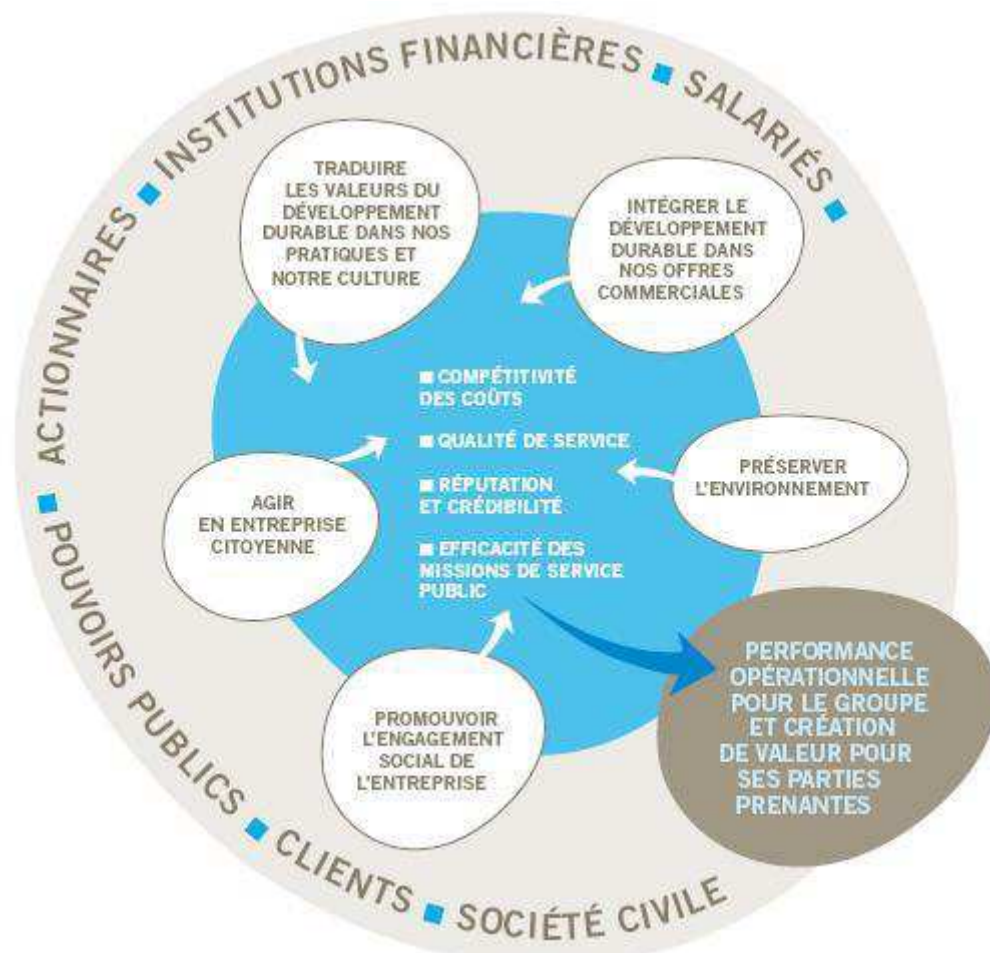 ACTIONNAIRES ■ INSTITUTIONS FINANCIÈRES ■ SALARIÉS ■
TRADUIRE
LES VALEURS DU
DÉVELOPPEMENT
DURABLE DANS NOS
PRATIQUES ET
NOTRE CULTURE
INTÉGRER LE
DÉVELOPPEMENT
DURABLE DANS
NOS OFFRES
COMMERCIALES
■ COMPÉTITIVITÉ
DES COÛTS
■ QUALITÉ DE SERVICE
■ RÉPUTATION
ET CRÉDIBILITÉ
■ EFFICACITÉ DES
MISSIONS DE SERVICE
PUBLIC
PRÉSERVER
L'ENVIRONNEMENT
AGIR
EN ENTREPRISE
CITOYENNE
PROMOUVOIR
L'ENGAGEMENT
SOCIAL DE
L'ENTREPRISE
PERFORMANCE
OPÉRATIONNELLE
POUR LE GROUPE
ET CRÉATION
DE VALEUR POUR
SES PARTIES
PRENANTES
■ POUVOIRS PUBLICS ■ CLIENTS ■ SOCIÉTÉ CIVILE